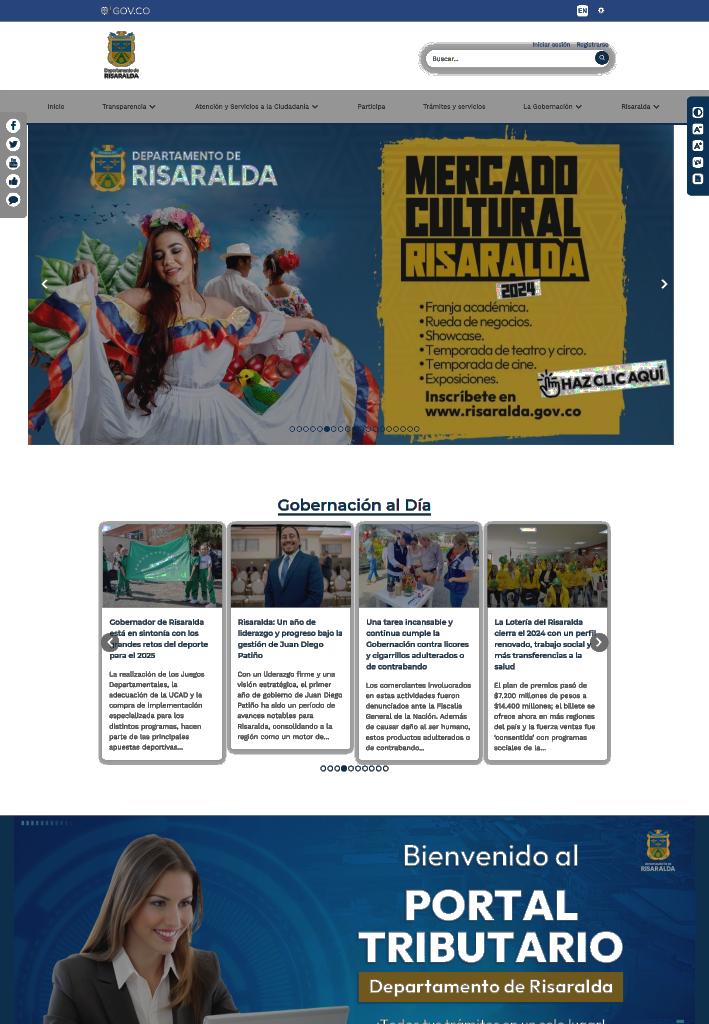 GOV.CO
EN
Departamento de
RISARALDA
Iniciar sesión Registrarse
Buscar...
Inicio Transparencia Atención y Servicios a la Ciudadanía Participa Trámites y servicios La Gobernación Risaralda
DEPARTAMENTO DE
RISARALDA
MERCADO
CULTURAL
RISARALDA
2024
•Franja académica.
•Rueda de negocios.
•Showcase.
•Temporada de teatro y circo.
•Temporada de cine.
•Exposiciones.
HAZ CLIC AQUÍ
Inscríbete en
www.risaralda.gov.co
Gobernación al Día
Gobernador de Risaralda
está en sintonía con los
grandes retos del deporte
para el 2025
La realización de los Juegos
Departamentales, la
adecuación de la UCAD y la
compra de implementación
especializada para los
distintos programas, hacen
parte de las principales
apuestas deportivas...
Risaralda: Un año de
liderazgo y progreso bajo la
gestión de Juan Diego
Patiño
Con un liderazgo firme y una
visión estratégica, el primer
año de gobierno de Juan Diego
Patiño ha sido un período de
avances notables para
Risaralda, consolidando a la
región como un motor de...
Una tarea incansable y
continua cumple la
Gobernación contra licores
y cigarrillos adulterados o
de contrabando
Los comerciantes involucrados
en estas actividades fueron
denunciados ante la Fiscalía
General de la Nación. Además
de causar daño al ser humano,
estos productos adulterados o
de contrabando...
La Lotería del Risaralda
cierra el 2024 con un perfil
renovado, trabajo social y
más transferencias a la
salud
El plan de premios pasó de
$7.200 millones de pesos a
$14.400 millones; el billete se
ofrece ahora en más regiones
del país y la fuerza ventas fue
'consentida' con programas
sociales de la...
Bienvenido al
RISARALDA
PORTAL
TRIBUTARIO
Departamento de Risaralda
¡Todos tus trámites en un solo lugar!